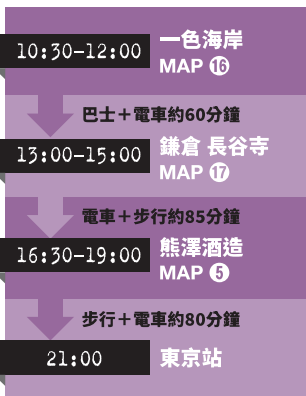 10:30-12:00
一色海岸
MAP ⑯
巴士＋電車約60分鐘
13:00-15:00
鎌倉 長谷寺
MAP ⑰
電車＋步行約85分鐘
16:30-19:00
熊澤酒造
MAP ❺
步行＋電車約80分鐘
21:00
東京站